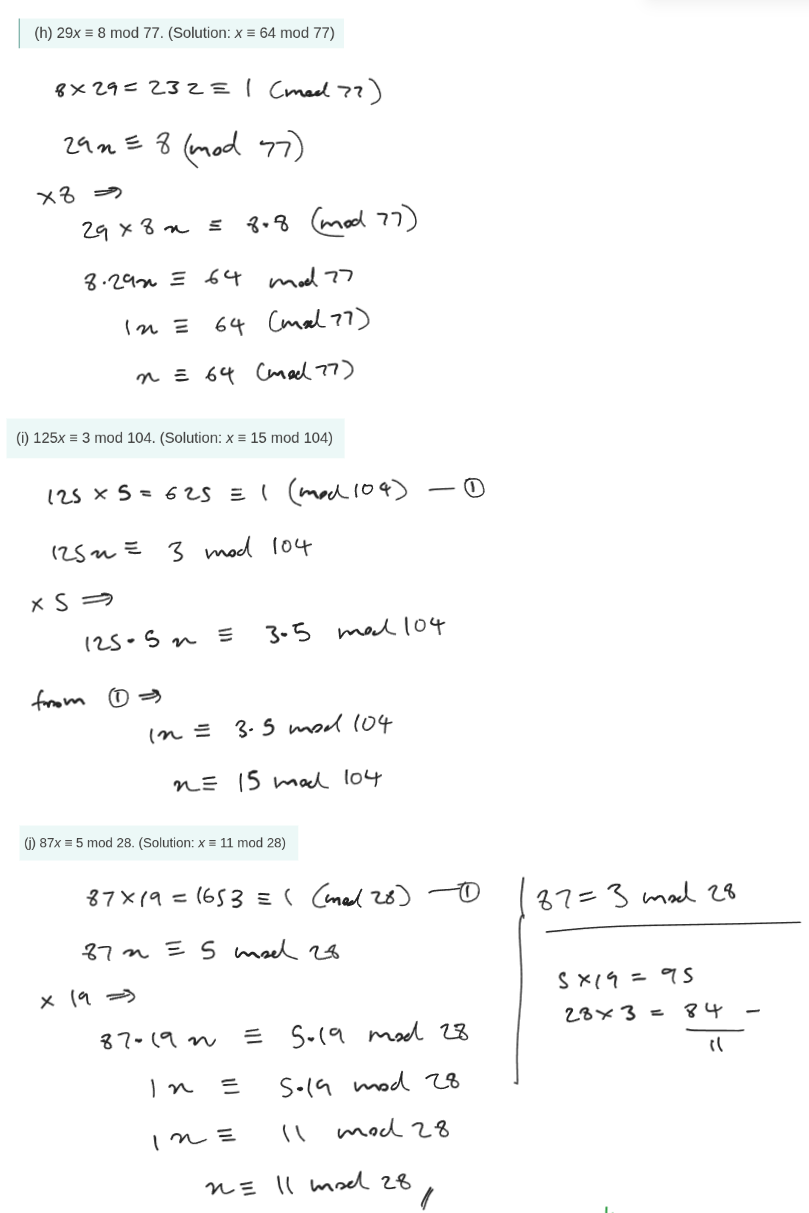 (h) 29x ≡ 8 mod 77. (Solution: x ≡ 64 mod 77)
8 × 29 = 232 ≡ 1 (mod 77)
29x ≡ 8 (mod 77)
×8 ⇒
29 × 8 x ≡ 8·8 (mod 77)
8·29x ≡ 64 mod 77
1x ≡ 64 (mod 77)
x ≡ 64 (mod 77)
(i) 125x ≡ 3 mod 104. (Solution: x ≡ 15 mod 104)
125 × 5 = 625 ≡ 1 (mod 104) — ①
125x ≡ 3 mod 104
× 5 ⇒
125·5 x ≡ 3·5 mod 104
from ① ⇒
1x ≡ 3·5 mod 104
x ≡ 15 mod 104
(j) 87x ≡ 5 mod 28. (Solution: x ≡ 11 mod 28)
87 × 19 = 1653 ≡ 1 (mod 28) — ①
87x ≡ 5 mod 28
× 19 ⇒
87·19 x ≡ 5·19 mod 28
1x ≡ 5·19 mod 28
1x ≡ 11 mod 28
x ≡ 11 mod 28
87 = 3 mod 28
5 × 19 = 95
28 × 3 = 84 –
11